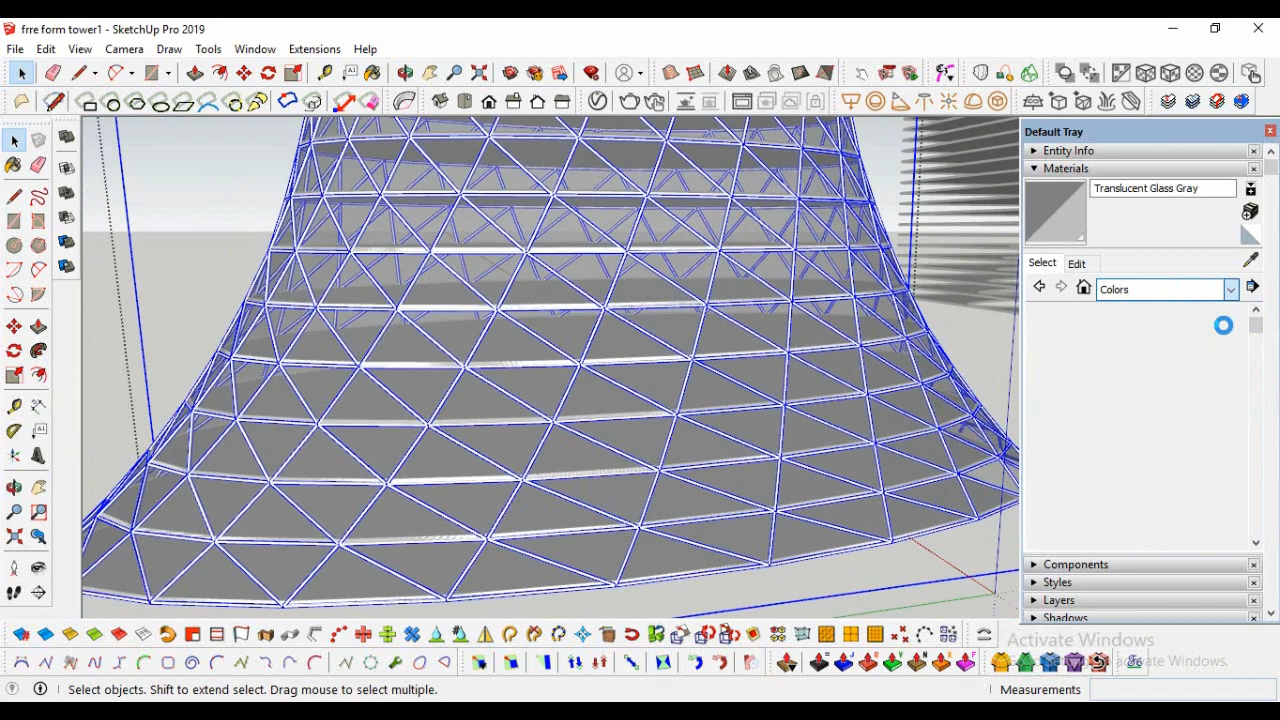 frre form tower1 - SketchUp Pro 2019
File Edit View Camera Draw Tools Window Extensions Help
Default Tray
Entity Info
Materials
Translucent Glass Gray
Select Edit
Colors
Components
Styles
Layers
Shadows
Activate Windows
Select objects. Shift to extend select. Drag mouse to select multiple.
Measurements